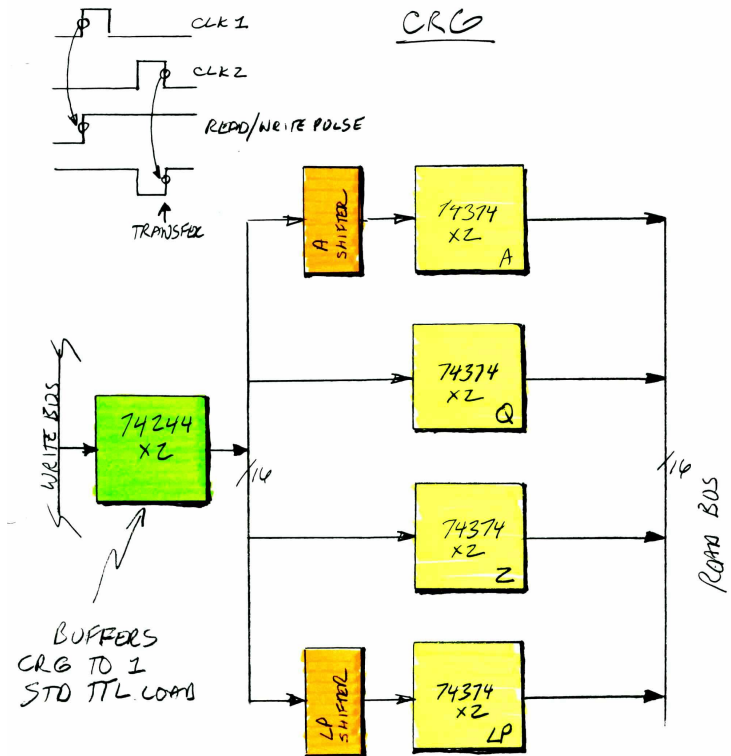 CRG
CLK 1
CLK 2
READ/WRITE PULSE
TRANSFER
A
SHIFTER
74374
x2
A
74374
x2
Q
WRITE BUS
74244
x2
/16
/16
READ BUS
74374
x2
Z
BUFFERS
CRG TO 1
STD TTL LOAD
LP
SHIFTER
74374
x2
LP